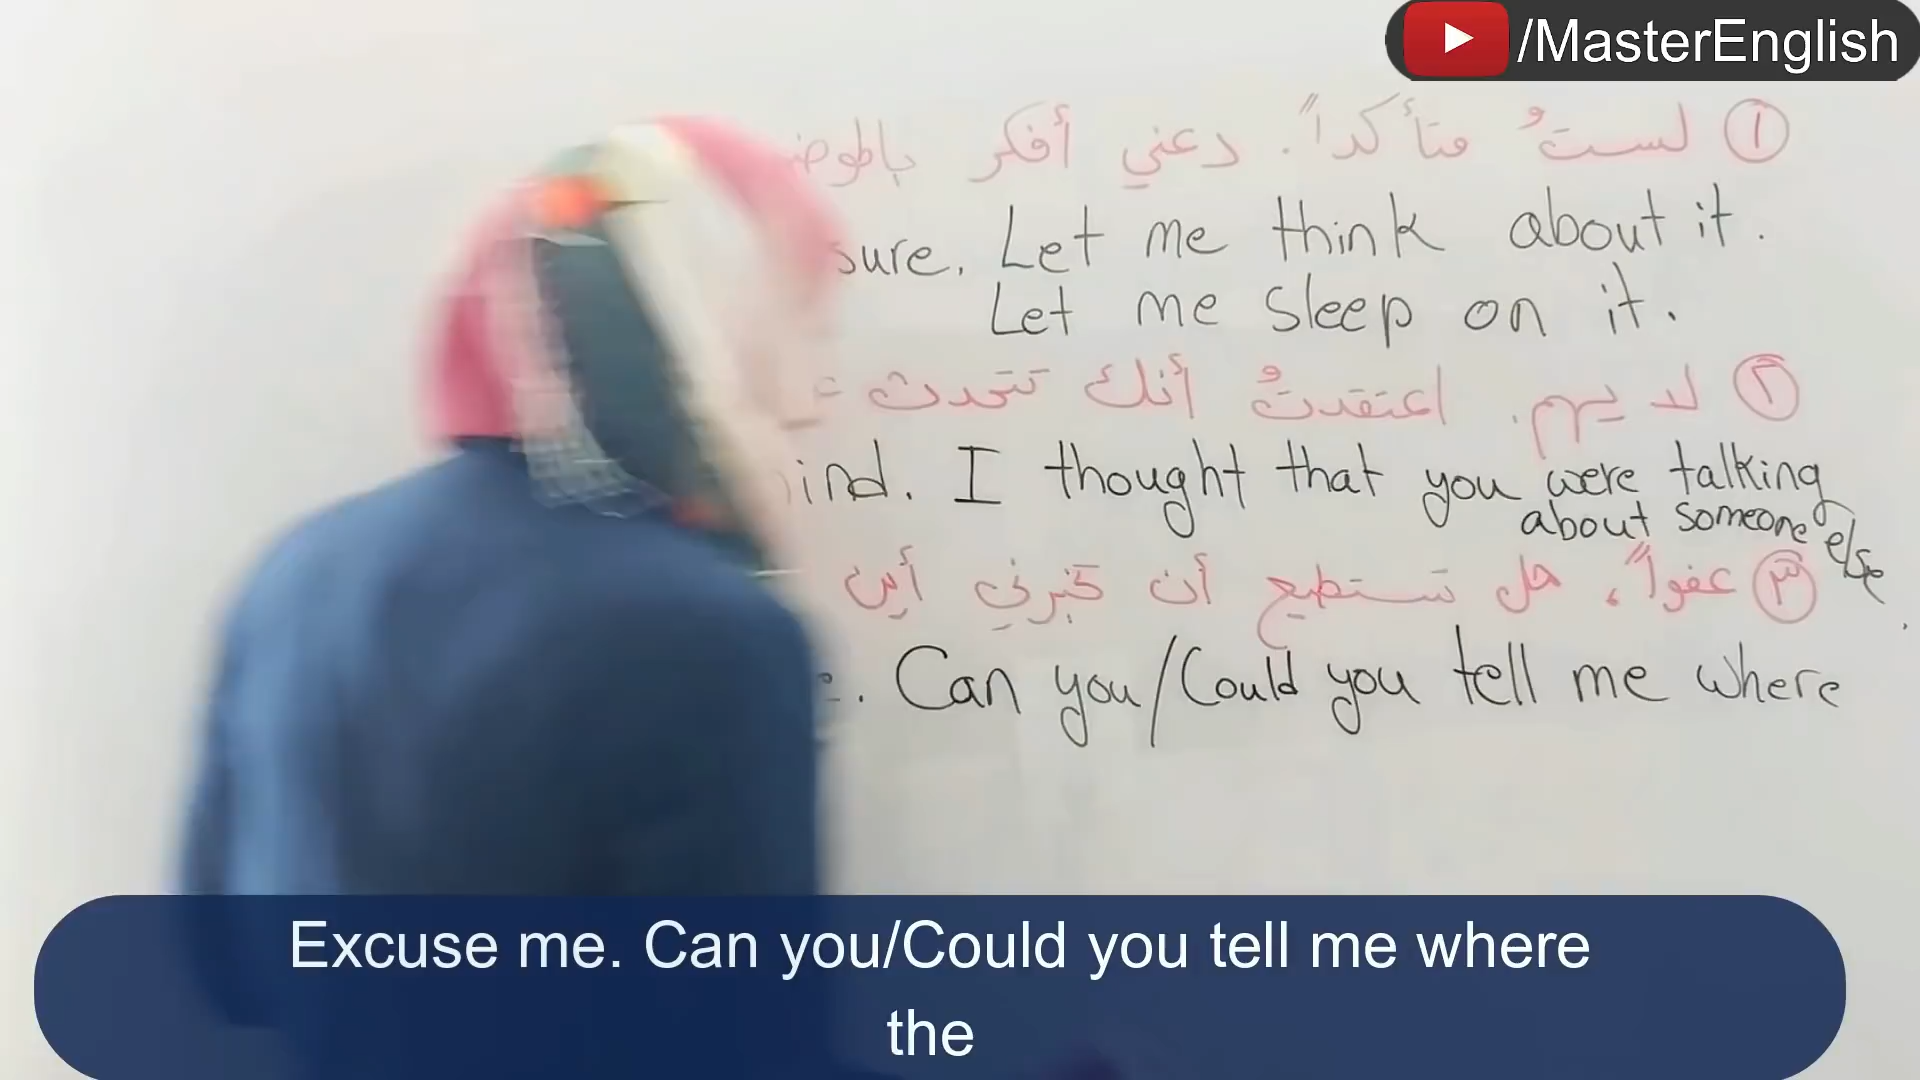 /MasterEnglish
١ لستُ متأكداً. دعني أفكر
sure. Let me think about it.
Let me sleep on it.
٢ لا يهم. اعتقدتُ أنك تتحدث
I thought that you were talking
about someone else
٣ عفواً، هل تستطيع أن تخبرني أين
Can you/Could you tell me where
Excuse me. Can you/Could you tell me where
the